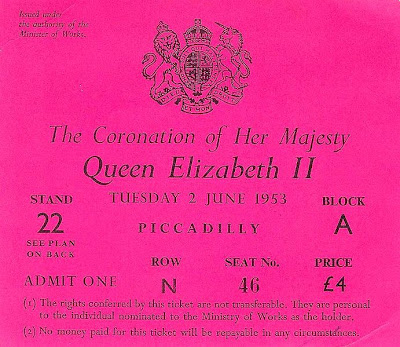 Issued under
the authority of the
Minister of Works.
The Coronation of Her Majesty
Queen Elizabeth II
STAND TUESDAY 2 JUNE 1953 BLOCK
22 PICCADILLY A
SEE PLAN
ON BACK
ROW SEAT No. PRICE
ADMIT ONE N 46 £4
(1) The rights conferred by this ticket are not transferable. They are personal
to the individual nominated to the Ministry of Works as the holder.
(2) No money paid for this ticket will be repayable in any circumstances.